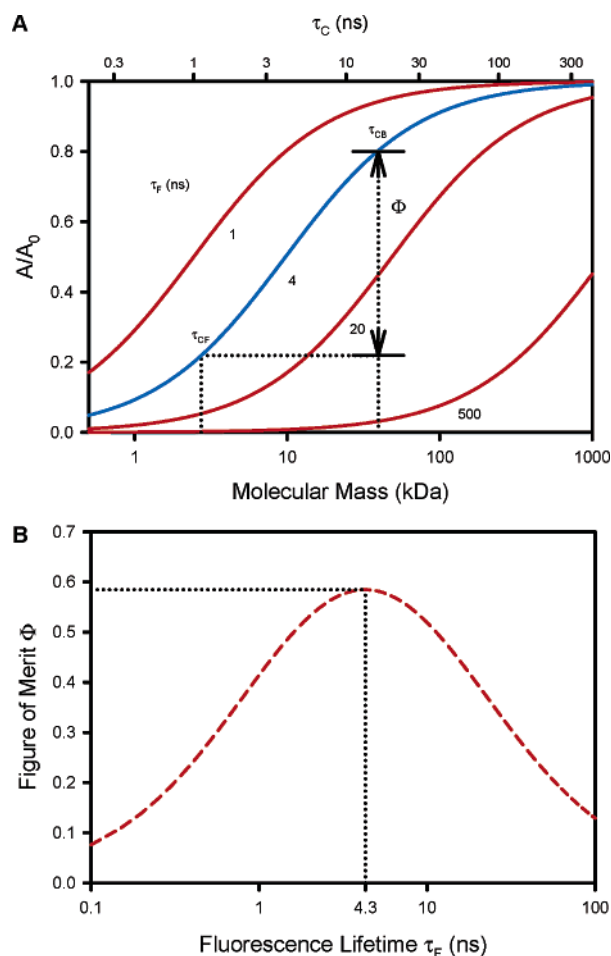 A
τC (ns)
0.3 1 3 10 30 100 300
1.0
0.8
0.6
0.4
0.2
0.0
A/A0
τF (ns)
1
4
20
500
τCB
Φ
τCF
1 10 100 1000
Molecular Mass (kDa)
B
0.7
0.6
0.5
0.4
0.3
0.2
0.1
0.0
Figure of Merit Φ
0.1 1 4.3 10 100
Fluorescence Lifetime τF (ns)